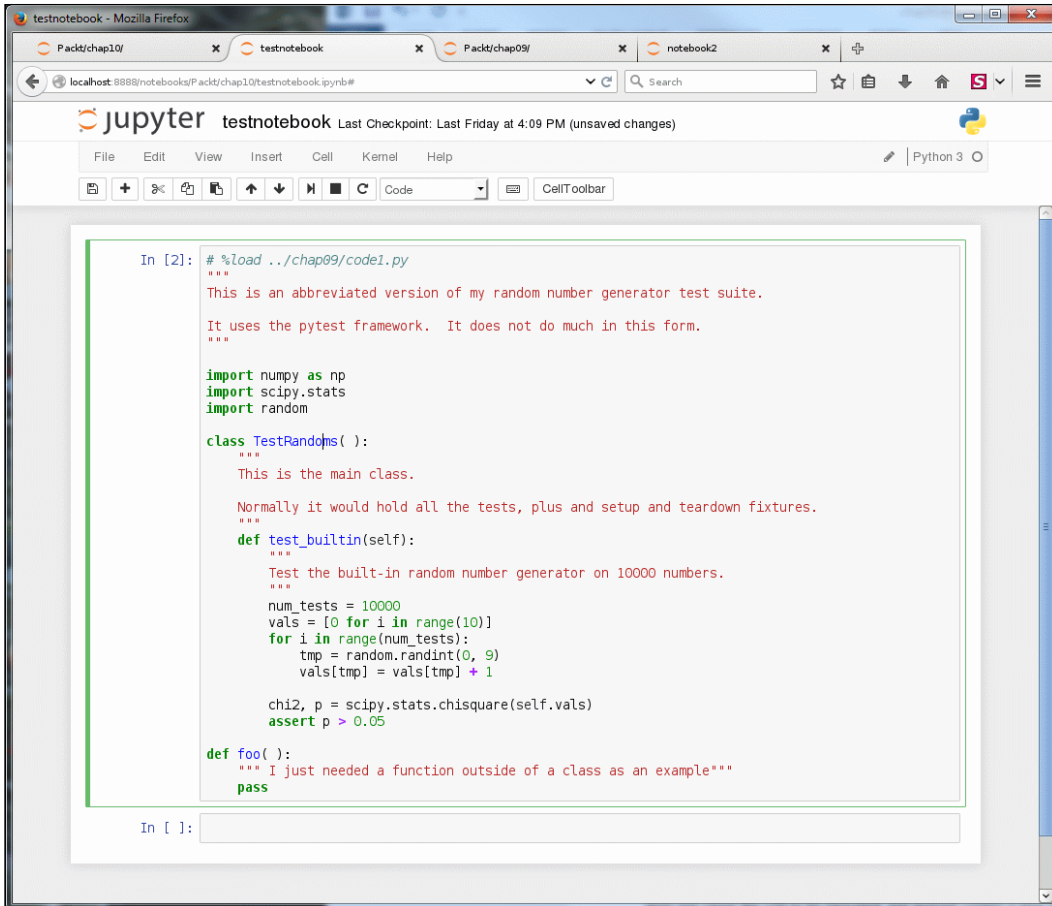 testnotebook - Mozilla Firefox
Packt/chap10/ testnotebook Packt/chap09/ notebook2
localhost:8888/notebooks/Packt/chap10/testnotebook.ipynb# Search
jupyter testnotebook Last Checkpoint: Last Friday at 4:09 PM (unsaved changes)
File Edit View Insert Cell Kernel Help Python 3
Code CellToolbar
In [2]: # %load ../chap09/code1.py
"""
This is an abbreviated version of my random number generator test suite.
It uses the pytest framework.  It does not do much in this form.
"""
import numpy as np
import scipy.stats
import random
class TestRandoms( ):
    """
    This is the main class.
    Normally it would hold all the tests, plus and setup and teardown fixtures.
    """
    def test_builtin(self):
        """
        Test the built-in random number generator on 10000 numbers.
        """
        num_tests = 10000
        vals = [0 for i in range(10)]
        for i in range(num_tests):
            tmp = random.randint(0, 9)
            vals[tmp] = vals[tmp] + 1
        chi2, p = scipy.stats.chisquare(self.vals)
        assert p > 0.05
def foo( ):
    """ I just needed a function outside of a class as an example"""
    pass
In [ ]: